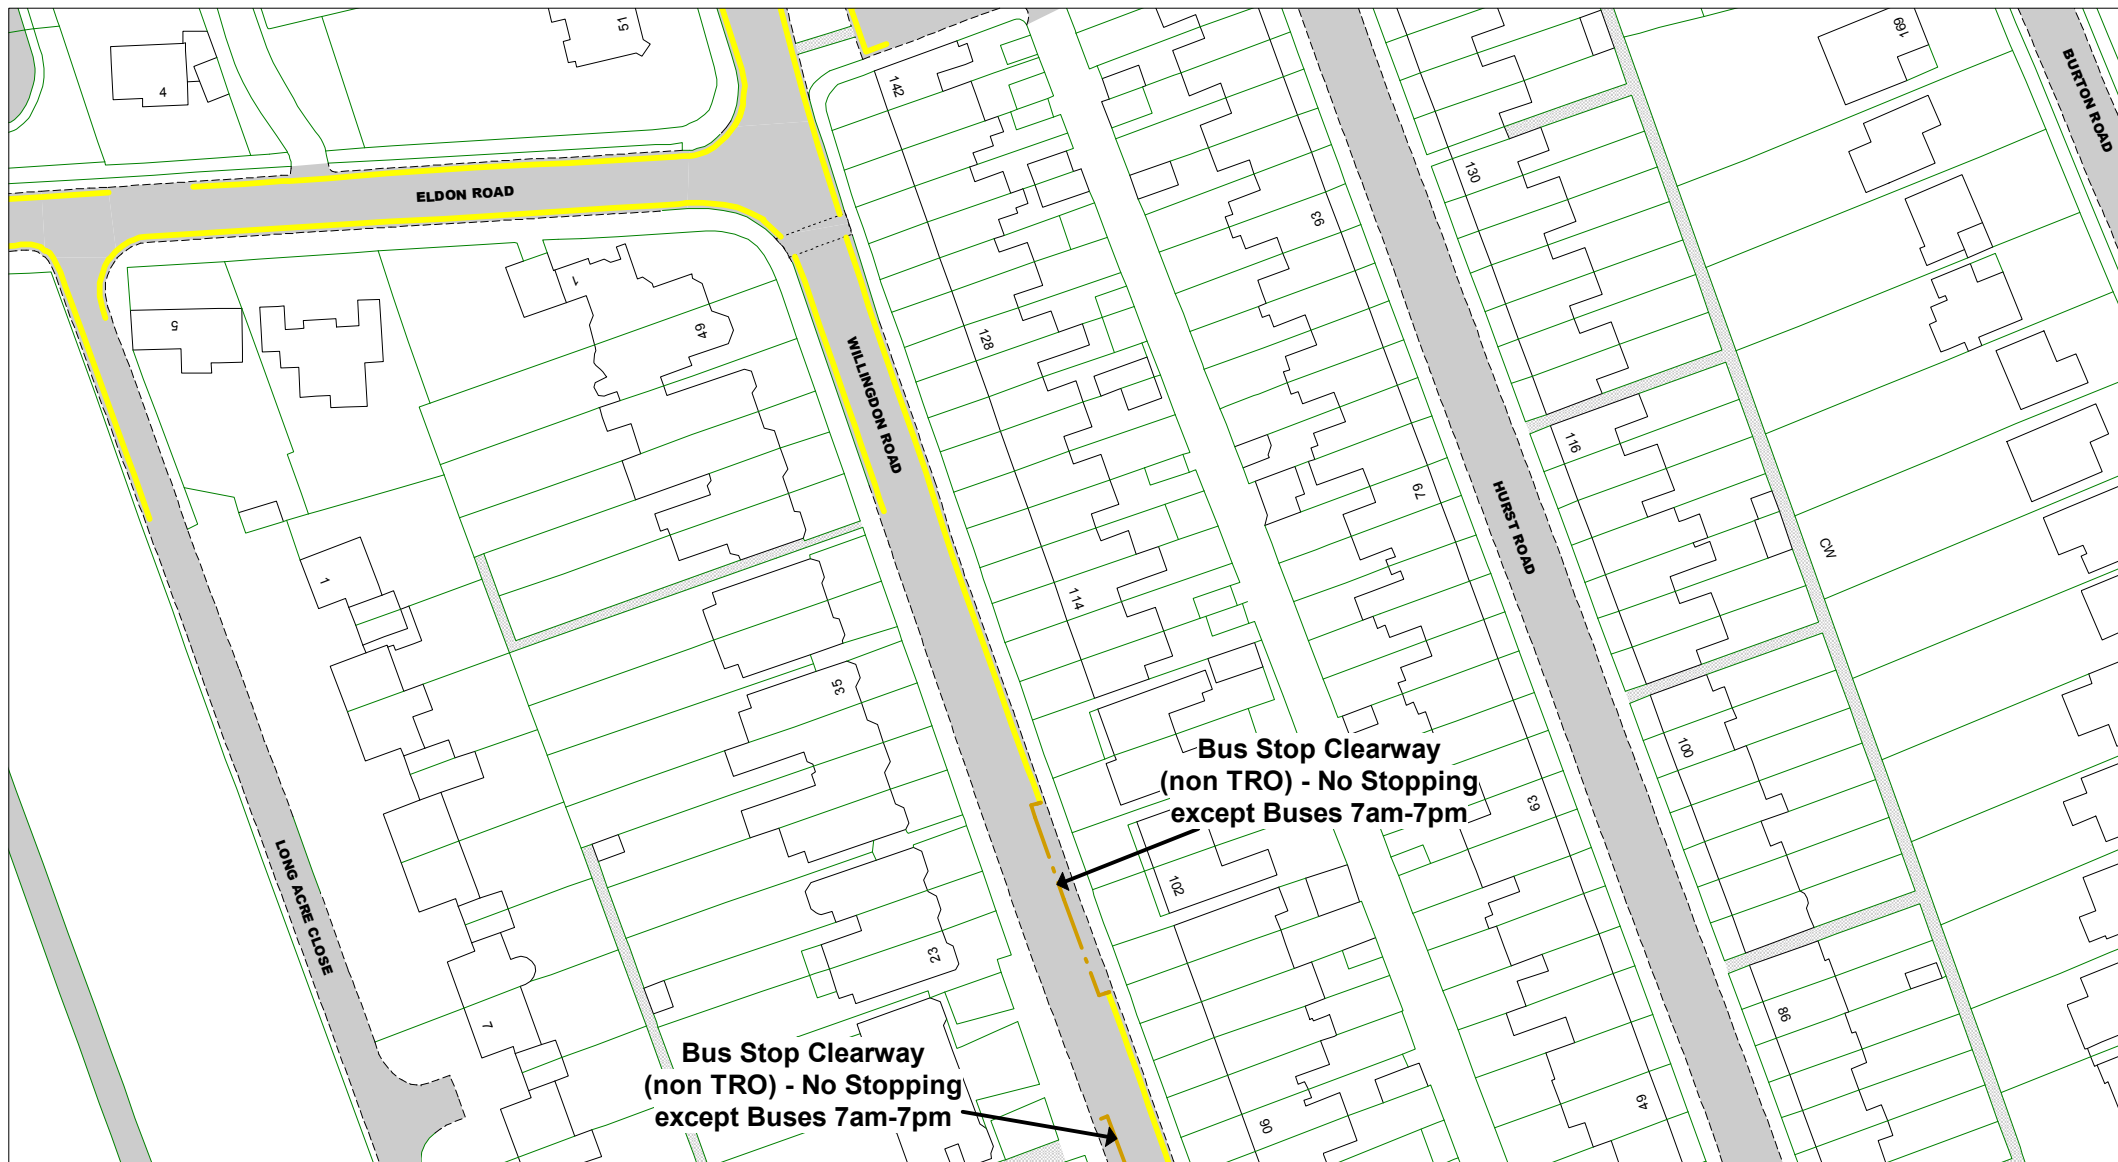 51
4
142
169
BURTON ROAD
ELDON ROAD
130
93
1
5
49
128
WILLINGDON ROAD
116
79
HURST ROAD
CW
1
114
35
100
Bus Stop Clearway
(non TRO) - No Stopping
except Buses 7am-7pm
63
LONG ACRE CLOSE
102
23
86
7
Bus Stop Clearway
(non TRO) - No Stopping
except Buses 7am-7pm
90
49